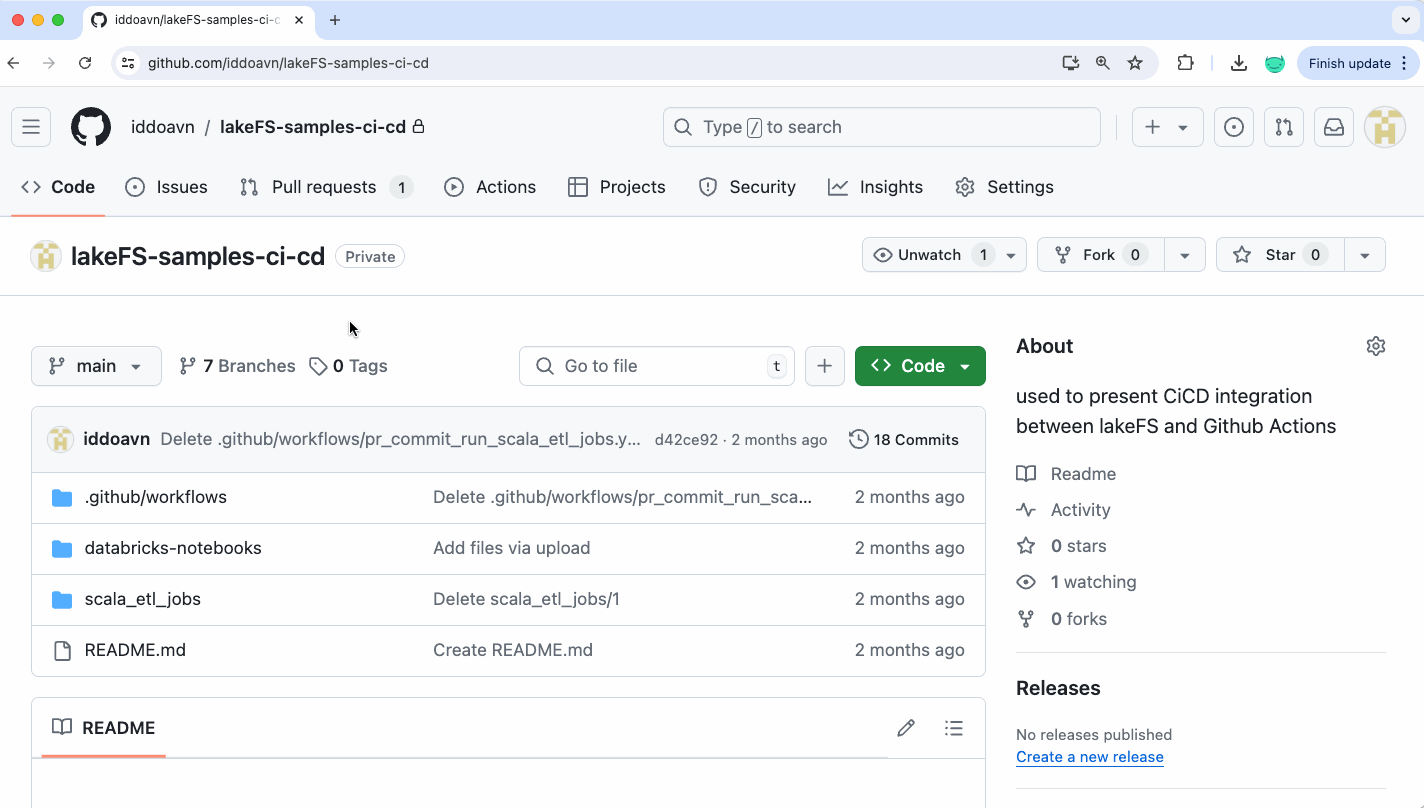 iddoavn/lakeFS-samples-ci-c
github.com/iddoavn/lakeFS-samples-ci-cd
Finish update
iddoavn / lakeFS-samples-ci-cd
Type / to search
Code
Issues
Pull requests 1
Actions
Projects
Security
Insights
Settings
lakeFS-samples-ci-cd Private
Unwatch 1
Fork 0
Star 0
main
7 Branches
0 Tags
Go to file t
Code
iddoavn Delete .github/workflows/pr_commit_run_scala_etl_jobs.y... d42ce92 · 2 months ago 18 Commits
.github/workflows Delete .github/workflows/pr_commit_run_sca... 2 months ago
databricks-notebooks Add files via upload 2 months ago
scala_etl_jobs Delete scala_etl_jobs/1 2 months ago
README.md Create README.md 2 months ago
README
About
used to present CiCD integration
between lakeFS and Github Actions
Readme
Activity
0 stars
1 watching
0 forks
Releases
No releases published
Create a new release